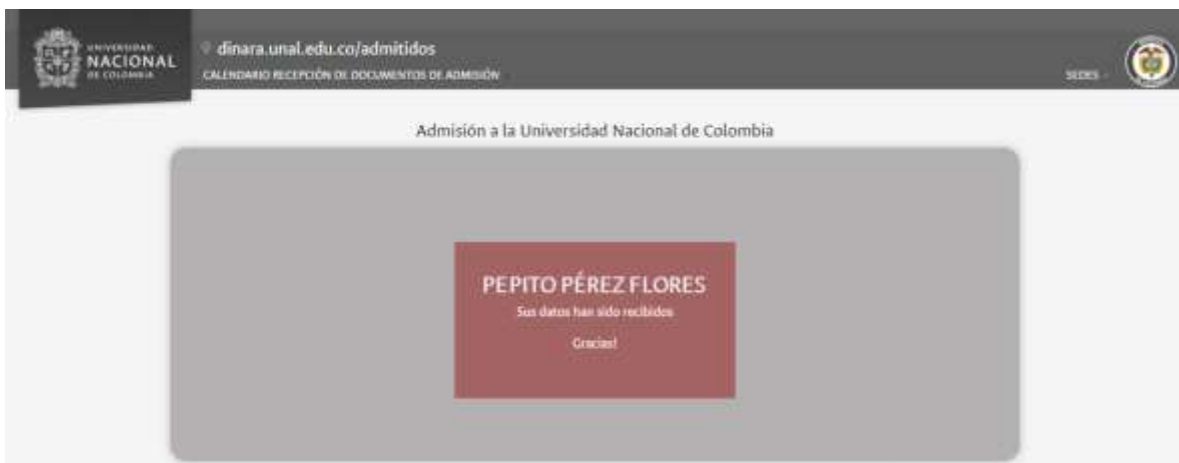 UNIVERSIDAD
NACIONAL
DE COLOMBIA
dinara.unal.edu.co/admitidos
CALENDARIO RECEPCIÓN DE DOCUMENTOS DE ADMISIÓN
SEDES
Admisión a la Universidad Nacional de Colombia
PEPITO PÉREZ FLORES
Sus datos han sido recibidos
Gracias!